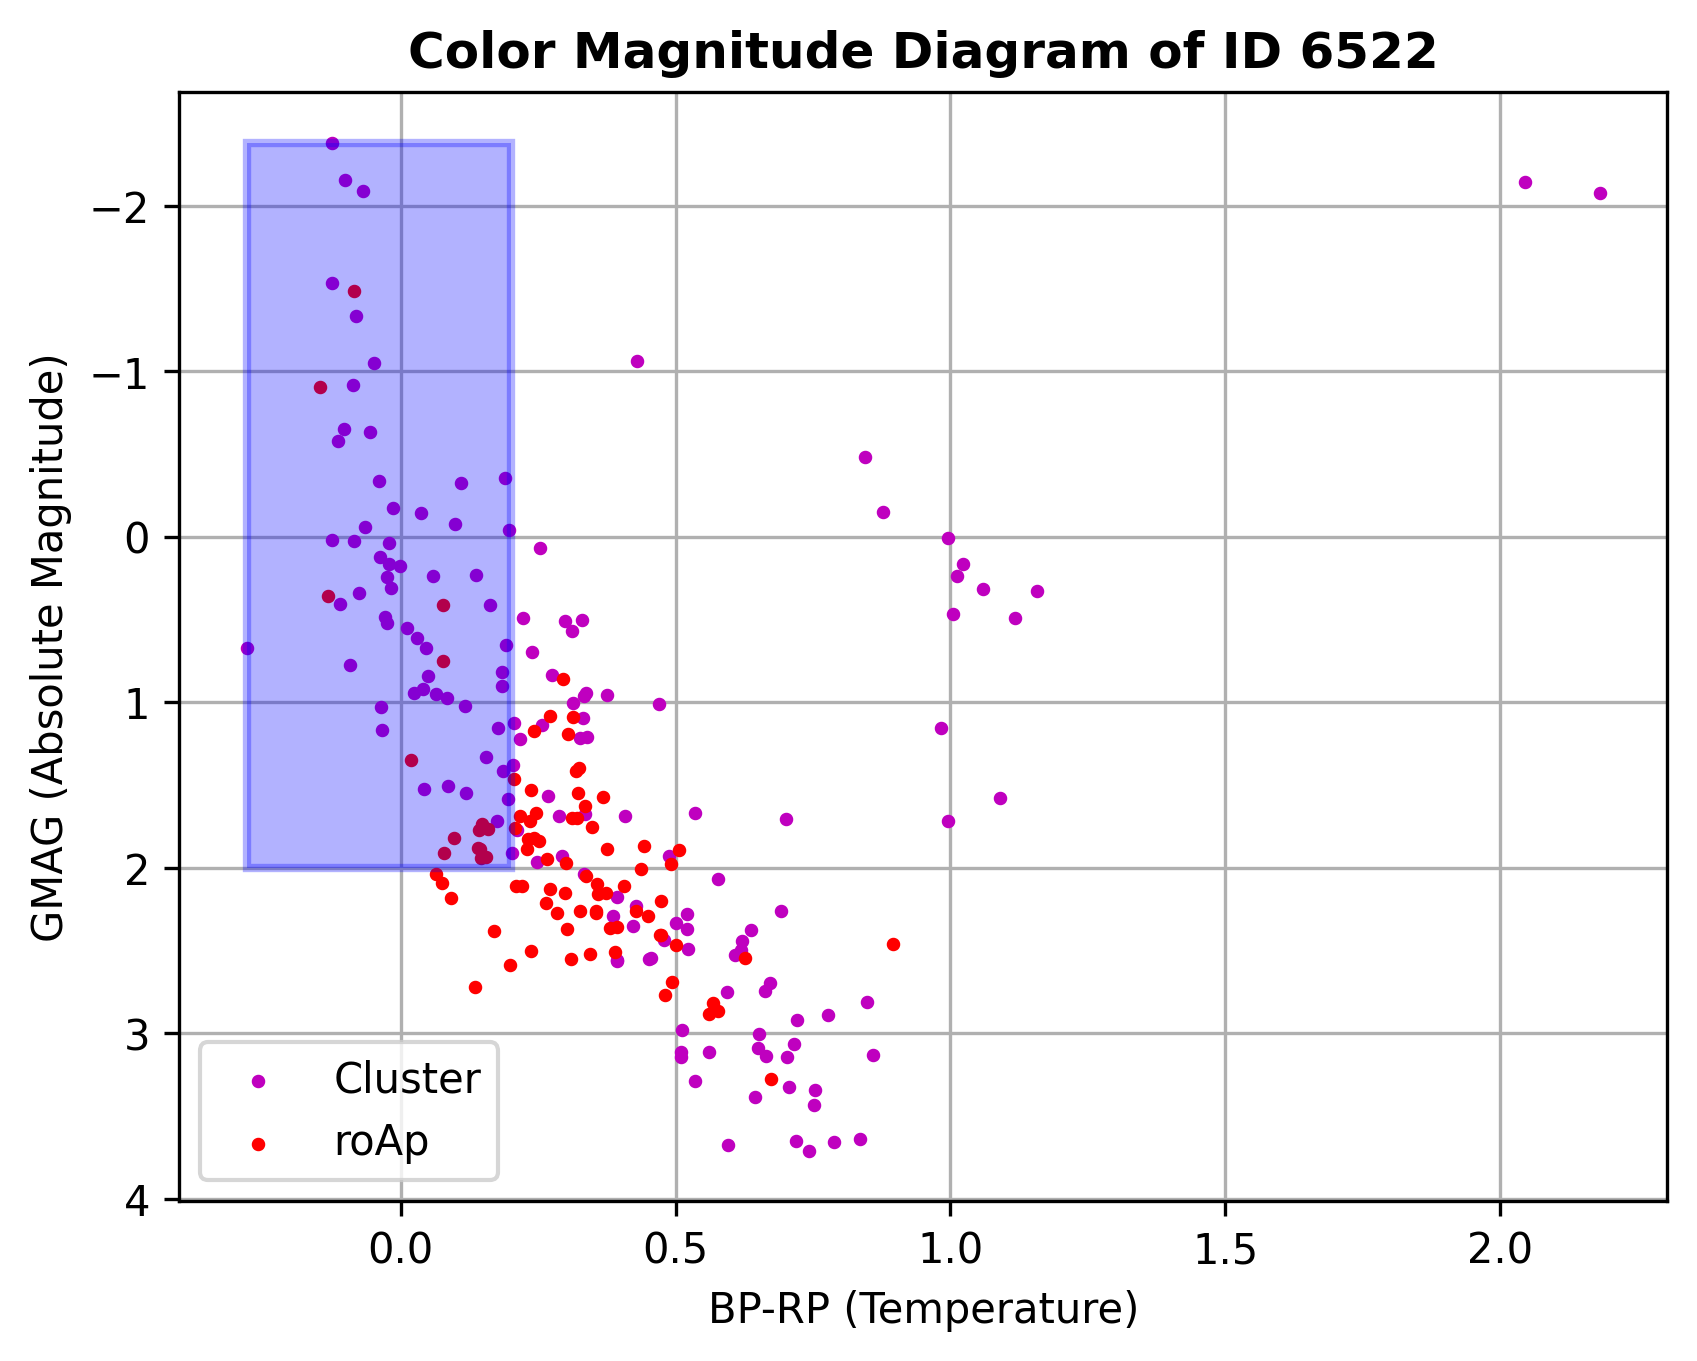 Color Magnitude Diagram of ID 6522
GMAG (Absolute Magnitude)
−2
−1
0
1
2
3
4
Cluster
roAp
0.0 0.5 1.0 1.5 2.0
BP-RP (Temperature)